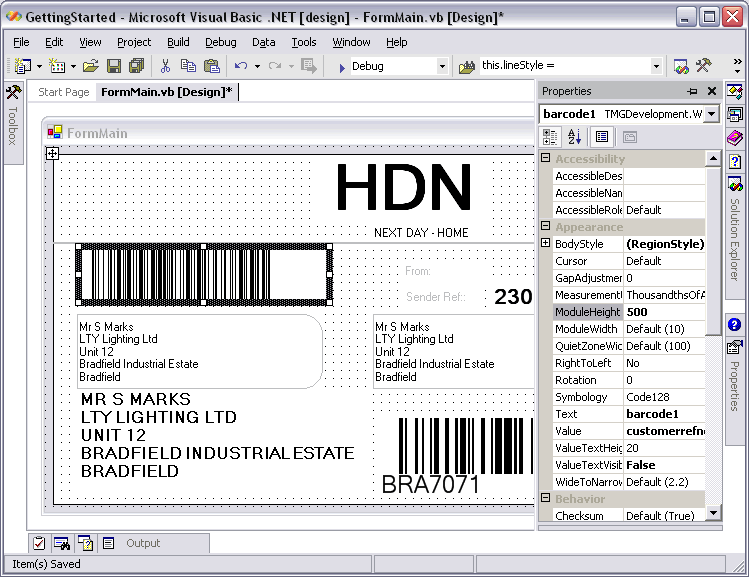 GettingStarted - Microsoft Visual Basic .NET [design] - FormMain.vb [Design]*
File Edit View Project Build Debug Data Tools Window Help
Debug this.lineStyle =
Start Page FormMain.vb [Design]*
Toolbox
FormMain
HDN
NEXT DAY - HOME
From:
Sender Ref:: 230
Mr S Marks
LTY Lighting Ltd
Unit 12
Bradfield Industrial Estate
Bradfield
Mr S Marks
LTY Lighting Ltd
Unit 12
Bradfield Industrial Estate
Bradfield
MR S MARKS
LTY LIGHTING LTD
UNIT 12
BRADFIELD INDUSTRIAL ESTATE
BRADFIELD
BRA7071
Properties
barcode1 TMGDevelopment.W
Accessibility
AccessibleDes
AccessibleNam
AccessibleRole Default
Appearance
BodyStyle (RegionStyle)
Cursor Default
GapAdjustmer 0
MeasurementU ThousandthsOfA
ModuleHeight 500
ModuleWidth Default (10)
QuietZoneWid Default (100)
RightToLeft No
Rotation 0
Symbology Code128
Text barcode1
Value customerrefn
ValueTextHeig 20
ValueTextVisit False
WideToNarrov Default (2.2)
Behavior
Checksum Default (True)
Solution Explorer
Properties
Output
Item(s) Saved